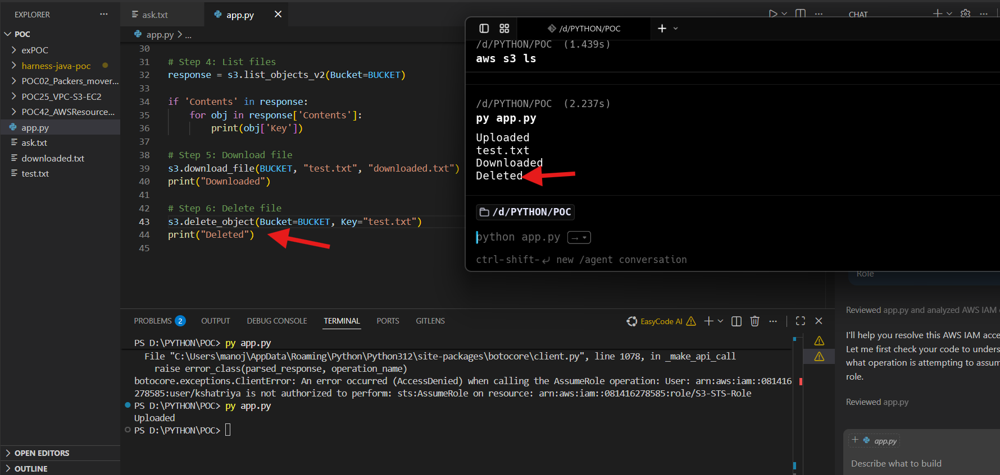 EXPLORER
POC
exPOC
harness-java-poc
POC02_Packers_mover...
POC25_VPC-S3-EC2
POC42_AWSResource...
app.py
ask.txt
downloaded.txt
test.txt
OPEN EDITORS
OUTLINE
ask.txt
app.py
app.py > ...
30
31 # Step 4: List files
32 response = s3.list_objects_v2(Bucket=BUCKET)
33
34 if 'Contents' in response:
35 for obj in response['Contents']:
36 print(obj['Key'])
37
38 # Step 5: Download file
39 s3.download_file(BUCKET, "test.txt", "downloaded.txt")
40 print("Downloaded")
41
42 # Step 6: Delete file
43 s3.delete_object(Bucket=BUCKET, Key="test.txt")
44 print("Deleted")
45
/d/PYTHON/POC
/d/PYTHON/POC (1.439s)
aws s3 ls
/d/PYTHON/POC (2.237s)
py app.py
Uploaded
test.txt
Downloaded
Deleted
/d/PYTHON/POC
python app.py
ctrl-shift-↵ new /agent conversation
PROBLEMS 2 OUTPUT DEBUG CONSOLE TERMINAL PORTS GITLENS
EasyCode AI
PS D:\PYTHON\POC> py app.py
File "C:\Users\manoj\AppData\Roaming\Python\Python312\site-packages\botocore\client.py", line 1078, in _make_api_call
raise error_class(parsed_response, operation_name)
botocore.exceptions.ClientError: An error occurred (AccessDenied) when calling the AssumeRole operation: User: arn:aws:iam::081416
278585:user/kshatriya is not authorized to perform: sts:AssumeRole on resource: arn:aws:iam::081416278585:role/S3-STS-Role
PS D:\PYTHON\POC> py app.py
Uploaded
PS D:\PYTHON\POC>
CHAT
Role
Reviewed app.py and analyzed AWS IAM
I'll help you resolve this AWS IAM acce
Let me first check your code to unders
what operation is attempting to assum
role.
Reviewed app.py
app.py
Describe what to build